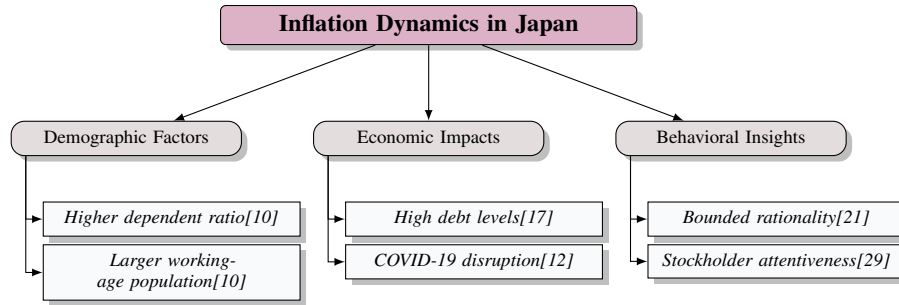 Inflation Dynamics in Japan
Demographic Factors
Economic Impacts
Behavioral Insights
Higher dependent ratio[10]
Larger working-
age population[10]
High debt levels[17]
COVID-19 disruption[12]
Bounded rationality[21]
Stockholder attentiveness[29]